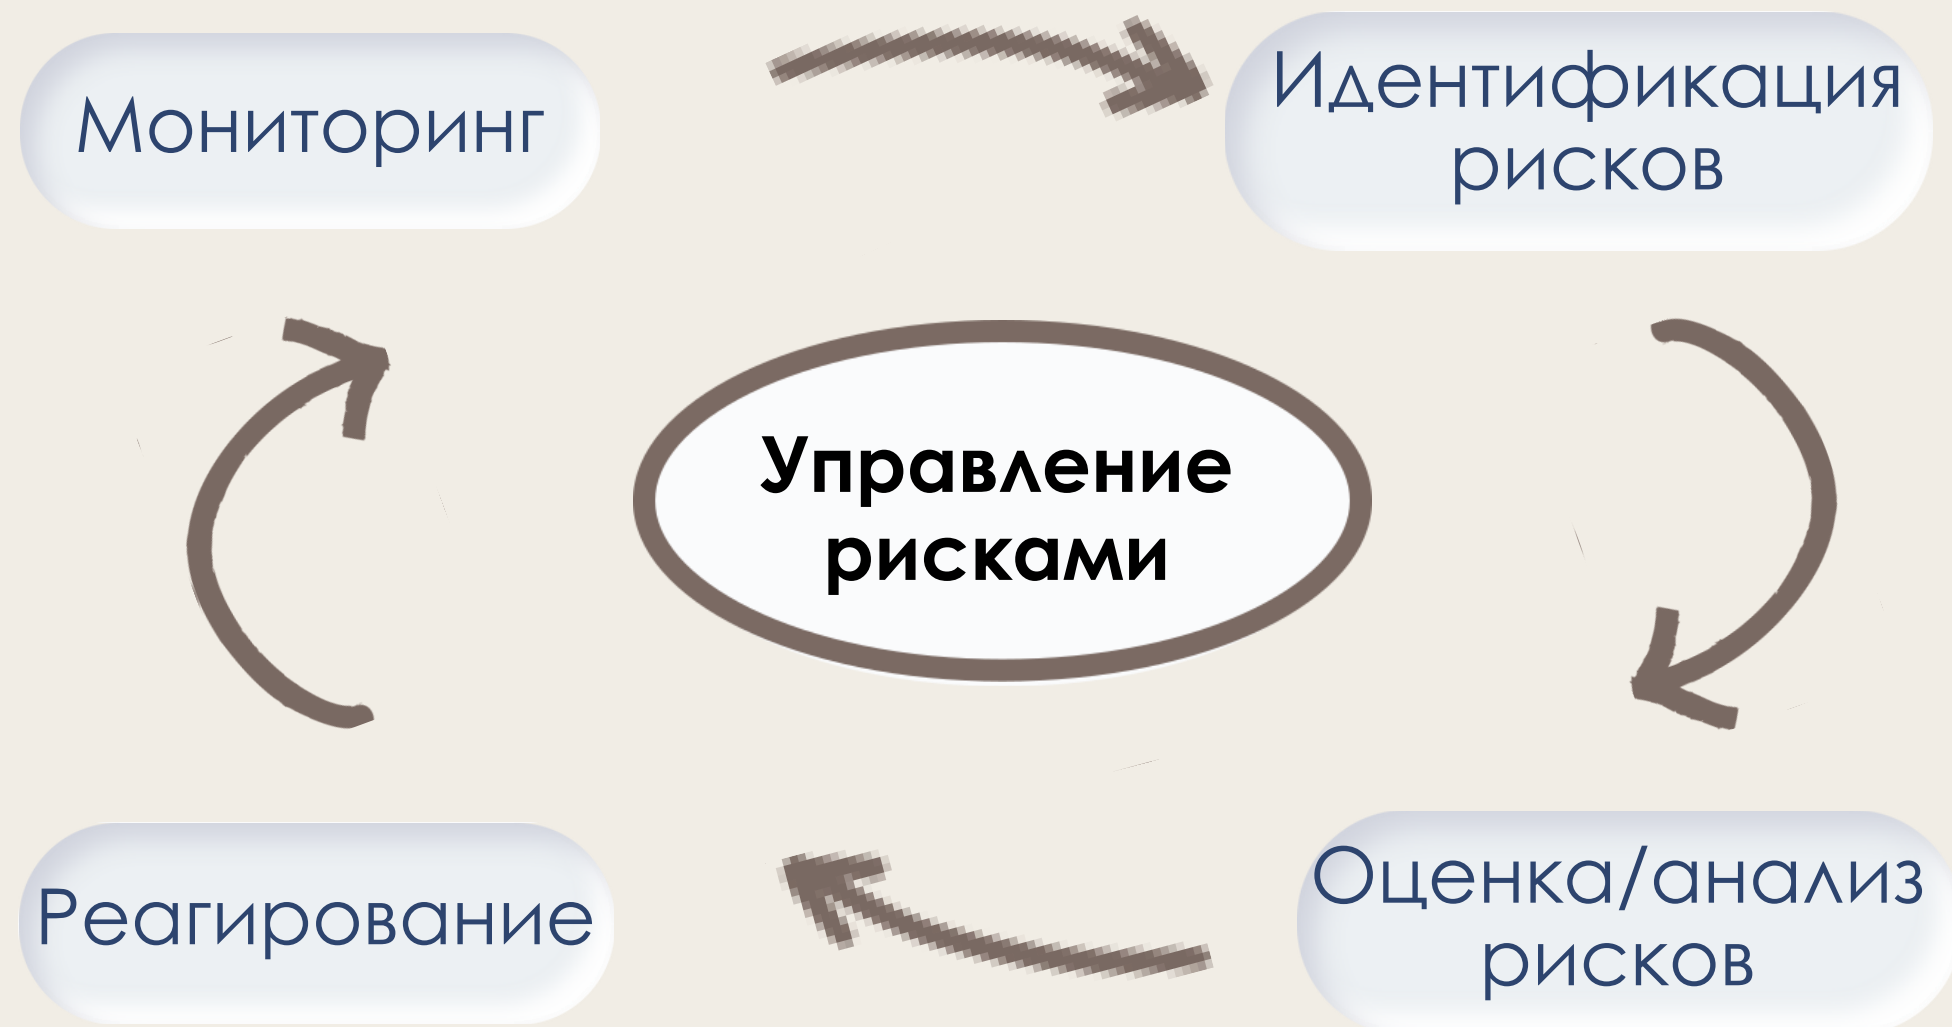 Мониторинг
Идентификация
рисков
Управление
рисками
Реагирование
Оценка/анализ
рисков